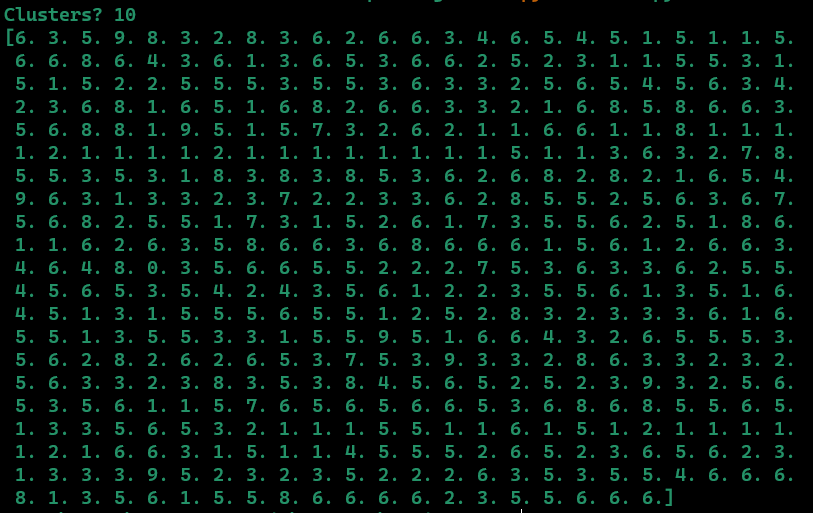 Clusters? 10
[6. 3. 5. 9. 8. 3. 2. 8. 3. 6. 2. 6. 6. 3. 4. 6. 5. 4. 5. 1. 5. 1. 1. 5.
6. 6. 8. 6. 4. 3. 6. 1. 3. 6. 5. 3. 6. 6. 2. 5. 2. 3. 1. 1. 5. 5. 3. 1.
5. 1. 5. 2. 2. 5. 5. 5. 3. 5. 5. 3. 6. 3. 3. 2. 5. 6. 5. 4. 5. 6. 3. 4.
2. 3. 6. 8. 1. 6. 5. 1. 6. 8. 2. 6. 6. 3. 3. 2. 1. 6. 8. 5. 8. 6. 6. 3.
5. 6. 8. 8. 1. 9. 5. 1. 5. 7. 3. 2. 6. 2. 1. 1. 6. 6. 1. 1. 8. 1. 1. 1.
1. 2. 1. 1. 1. 1. 2. 1. 1. 1. 1. 1. 1. 1. 1. 5. 1. 1. 3. 6. 3. 2. 7. 8.
5. 5. 3. 5. 3. 1. 8. 3. 8. 3. 8. 5. 3. 6. 2. 6. 8. 2. 8. 2. 1. 6. 5. 4.
9. 6. 3. 1. 3. 3. 2. 3. 7. 2. 2. 3. 3. 6. 2. 8. 5. 5. 2. 5. 6. 3. 6. 7.
5. 6. 8. 2. 5. 5. 1. 7. 3. 1. 5. 2. 6. 1. 7. 3. 5. 5. 6. 2. 5. 1. 8. 6.
1. 1. 6. 2. 6. 3. 5. 8. 6. 6. 3. 6. 8. 6. 6. 6. 1. 5. 6. 1. 2. 6. 6. 3.
4. 6. 4. 8. 0. 3. 5. 6. 6. 5. 5. 2. 2. 2. 7. 5. 3. 6. 3. 3. 6. 2. 5. 5.
4. 5. 6. 5. 3. 5. 4. 2. 4. 3. 5. 6. 1. 2. 2. 3. 5. 5. 6. 1. 3. 5. 1. 6.
4. 5. 1. 3. 1. 5. 5. 5. 6. 5. 5. 1. 2. 5. 2. 8. 3. 2. 3. 3. 3. 6. 1. 6.
5. 5. 1. 3. 5. 5. 3. 3. 1. 5. 5. 9. 5. 1. 6. 6. 4. 3. 2. 6. 5. 5. 5. 3.
5. 6. 2. 8. 2. 6. 2. 6. 5. 3. 7. 5. 3. 9. 3. 3. 2. 8. 6. 3. 3. 2. 3. 2.
5. 6. 3. 3. 2. 3. 8. 3. 5. 3. 8. 4. 5. 6. 5. 2. 5. 2. 3. 9. 3. 2. 5. 6.
5. 3. 5. 6. 1. 1. 5. 7. 6. 5. 6. 5. 6. 6. 5. 3. 6. 8. 6. 8. 5. 5. 6. 5.
1. 3. 3. 5. 6. 5. 3. 2. 1. 1. 1. 5. 5. 1. 1. 6. 1. 5. 1. 2. 1. 1. 1. 1.
1. 2. 1. 6. 6. 3. 1. 5. 1. 1. 4. 5. 5. 5. 2. 6. 5. 2. 3. 6. 5. 6. 2. 3.
1. 3. 3. 3. 9. 5. 2. 3. 2. 3. 5. 2. 2. 2. 6. 3. 5. 3. 5. 5. 4. 6. 6. 6.
8. 1. 3. 5. 6. 1. 5. 5. 8. 6. 6. 6. 6. 2. 3. 5. 5. 6. 6. 6.]